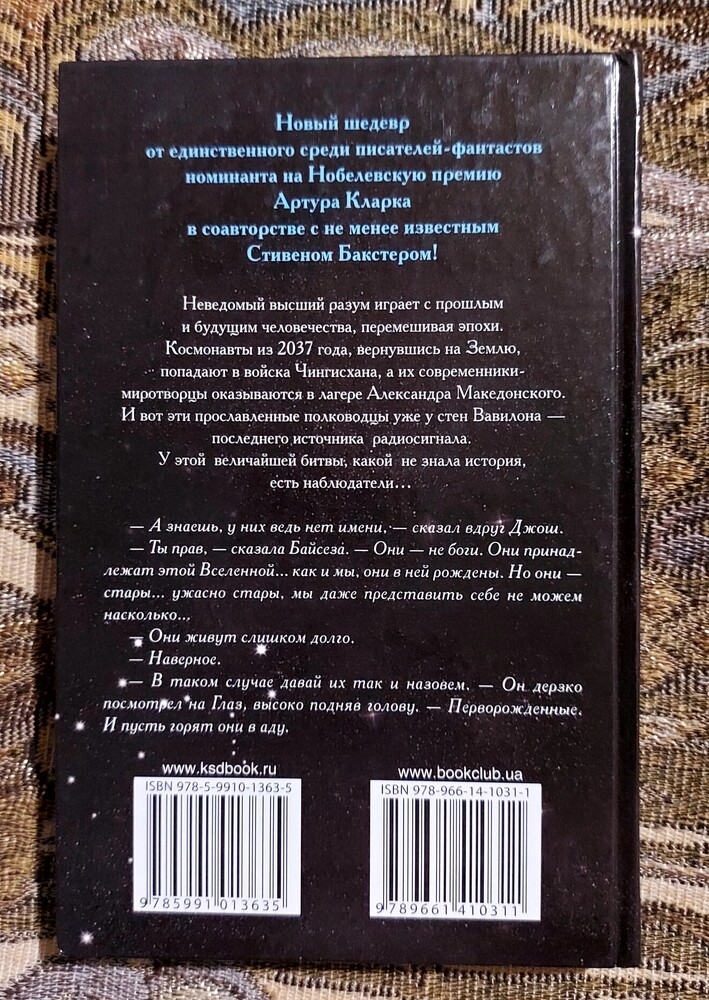 Новый шедевр
от единственного среди писателей-фантастов
номинанта на Нобелевскую премию
Артура Кларка
в соавторстве с не менее известным
Стивеном Бакстером!
Неведомый высший разум играет с прошлым
и будущим человечества, перемешивая эпохи.
Космонавты из 2037 года, вернувшись на Землю,
попадают в войска Чингисхана, а их современники-
миротворцы оказываются в лагере Александра Македонского.
И вот эти прославленные полководцы уже у стен Вавилона —
последнего источника радиосигнала.
У этой величайшей битвы, какой не знала история,
есть наблюдатели...
— А знаешь, у них ведь нет имени, — сказал вдруг Джош.
— Ты прав, — сказала Байсеза. — Они — не боги. Они принад-
лежат этой Вселенной... как и мы, они в ней рождены. Но они —
стары... ужасно стары, мы даже представить себе не можем
насколько...
— Они живут слишком долго.
— Наверное.
— В таком случае давай их так и назовем. — Он дерзко
посмотрел на Глаз, высоко подняв голову. — Перворожденные.
И пусть горят они в аду.
www.ksdbook.ru
ISBN 978-5-9910-1363-5
9 785991 013635
www.bookclub.ua
ISBN 978-966-14-1031-1
9 789661 410311